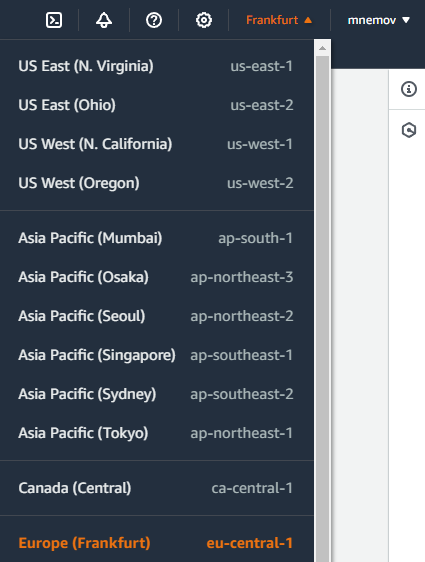 Frankfurt ▲ mnemov ▼
US East (N. Virginia) us-east-1
US East (Ohio) us-east-2
US West (N. California) us-west-1
US West (Oregon) us-west-2
Asia Pacific (Mumbai) ap-south-1
Asia Pacific (Osaka) ap-northeast-3
Asia Pacific (Seoul) ap-northeast-2
Asia Pacific (Singapore) ap-southeast-1
Asia Pacific (Sydney) ap-southeast-2
Asia Pacific (Tokyo) ap-northeast-1
Canada (Central) ca-central-1
Europe (Frankfurt) eu-central-1